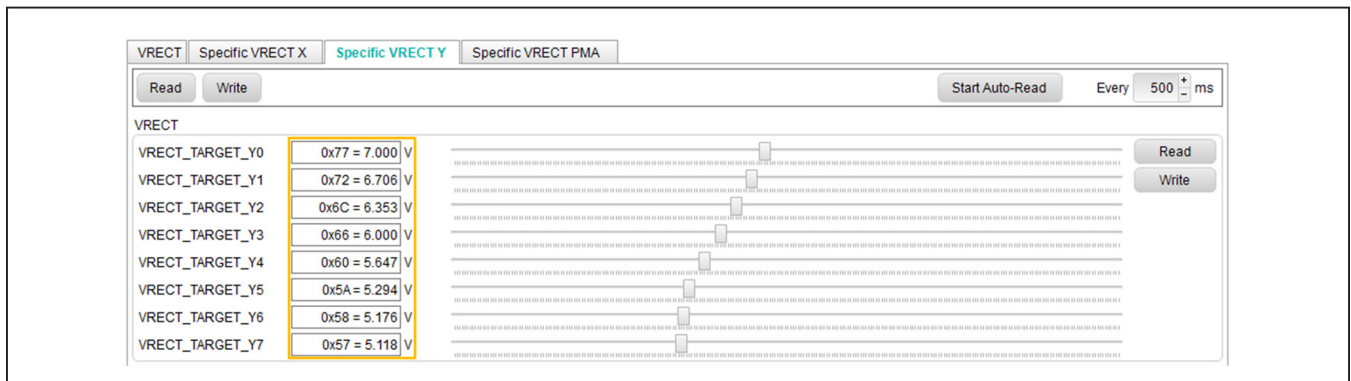 VRECT Specific VRECT X Specific VRECT Y Specific VRECT PMA
Read Write Start Auto-Read Every 500 + - ms
VRECT
VRECT_TARGET_Y0 0x77 = 7.000 V Read
VRECT_TARGET_Y1 0x72 = 6.706 V Write
VRECT_TARGET_Y2 0x6C = 6.353 V
VRECT_TARGET_Y3 0x66 = 6.000 V
VRECT_TARGET_Y4 0x60 = 5.647 V
VRECT_TARGET_Y5 0x5A = 5.294 V
VRECT_TARGET_Y6 0x58 = 5.176 V
VRECT_TARGET_Y7 0x57 = 5.118 V